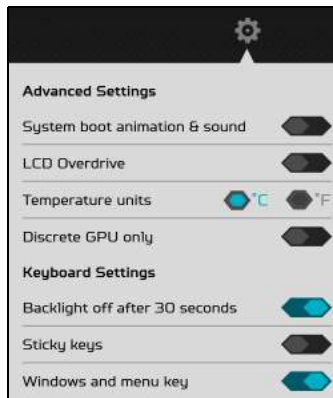 Advanced Settings
System boot animation & sound
LCD Overdrive
Temperature units °C °F
Discrete GPU only
Keyboard Settings
Backlight off after 30 seconds
Sticky keys
Windows and menu key